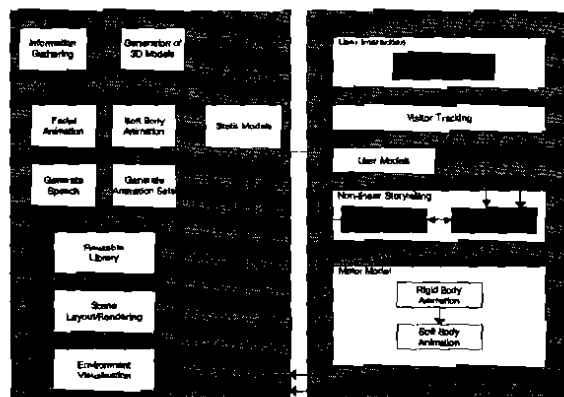 Information
Gathering
Generation of
3D Models
Facial
Animation
Soft Body
Animation
Static Models
Generate
Speech
Generate
Animation Sets
Reusable
Library
Scene
Layout/Rendering
Environment
Visualisation
User Interaction
Visitor Tracking
User Models
Non-linear Storytelling
Motor Model
Rigid Body
Animation
Soft Body
Animation